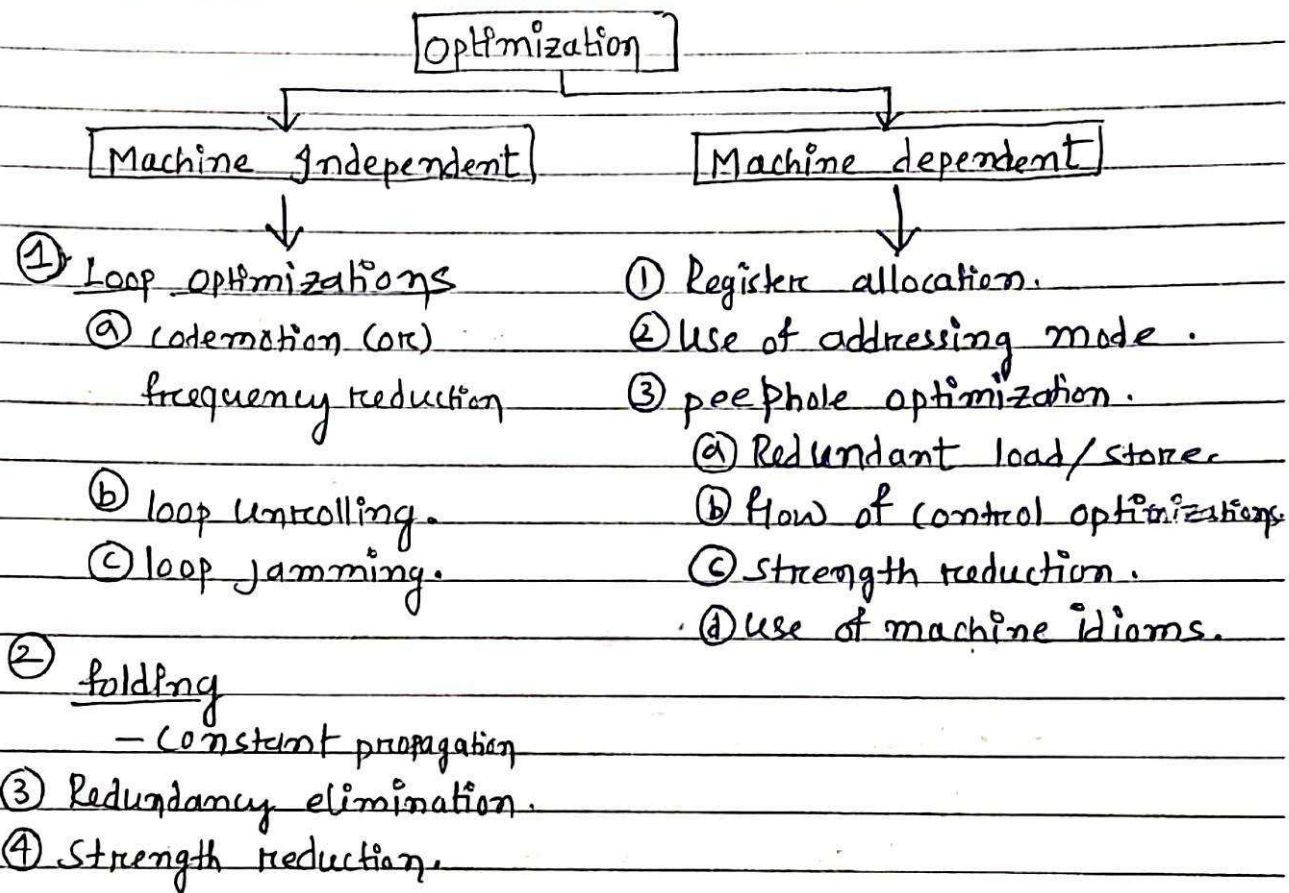 Optimization
Machine Independent
Machine dependent
① Loop optimizations
ⓐ codemotion (or)
frequency reduction
ⓑ loop unrolling.
ⓒ loop Jamming.
② folding
— Constant propagation
③ Redundancy elimination.
④ Strength reduction.
① Register allocation.
② Use of addressing mode.
③ peephole optimization.
ⓐ Redundant load/store
ⓑ flow of control optimizations.
ⓒ Strength reduction.
ⓓ use of machine idioms.